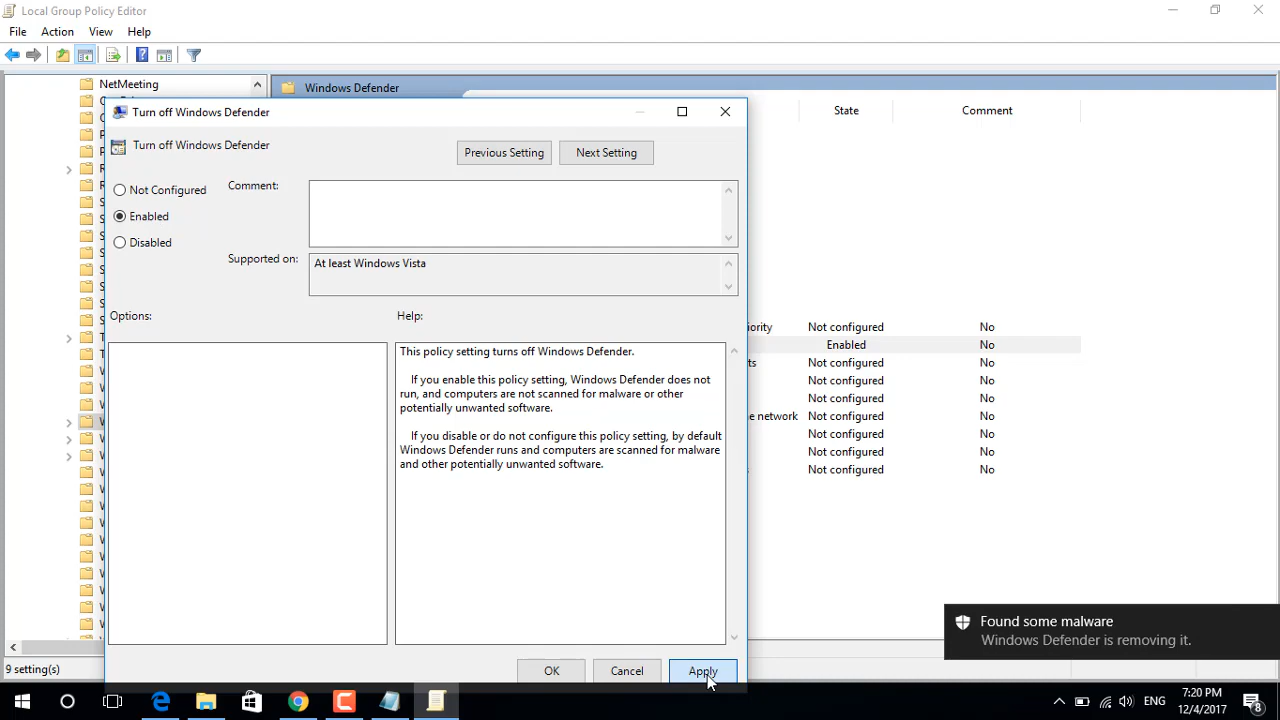 Local Group Policy Editor
File Action View Help
NetMeeting
Windows Defender
State Comment
Turn off Windows Defender
Turn off Windows Defender
Previous Setting Next Setting
Not Configured
Comment:
Enabled
Disabled
Supported on:
At least Windows Vista
Options:
Help:
This policy setting turns off Windows Defender.
If you enable this policy setting, Windows Defender does not
run, and computers are not scanned for malware or other
potentially unwanted software.
If you disable or do not configure this policy setting, by default
Windows Defender runs and computers are scanned for malware
and other potentially unwanted software.
iority Not configured No
Enabled No
ts Not configured No
Not configured No
Not configured No
e network Not configured No
Not configured No
Not configured No
Not configured No
OK Cancel Apply
Found some malware
Windows Defender is removing it.
9 setting(s)
ENG
7:20 PM
12/4/2017
8